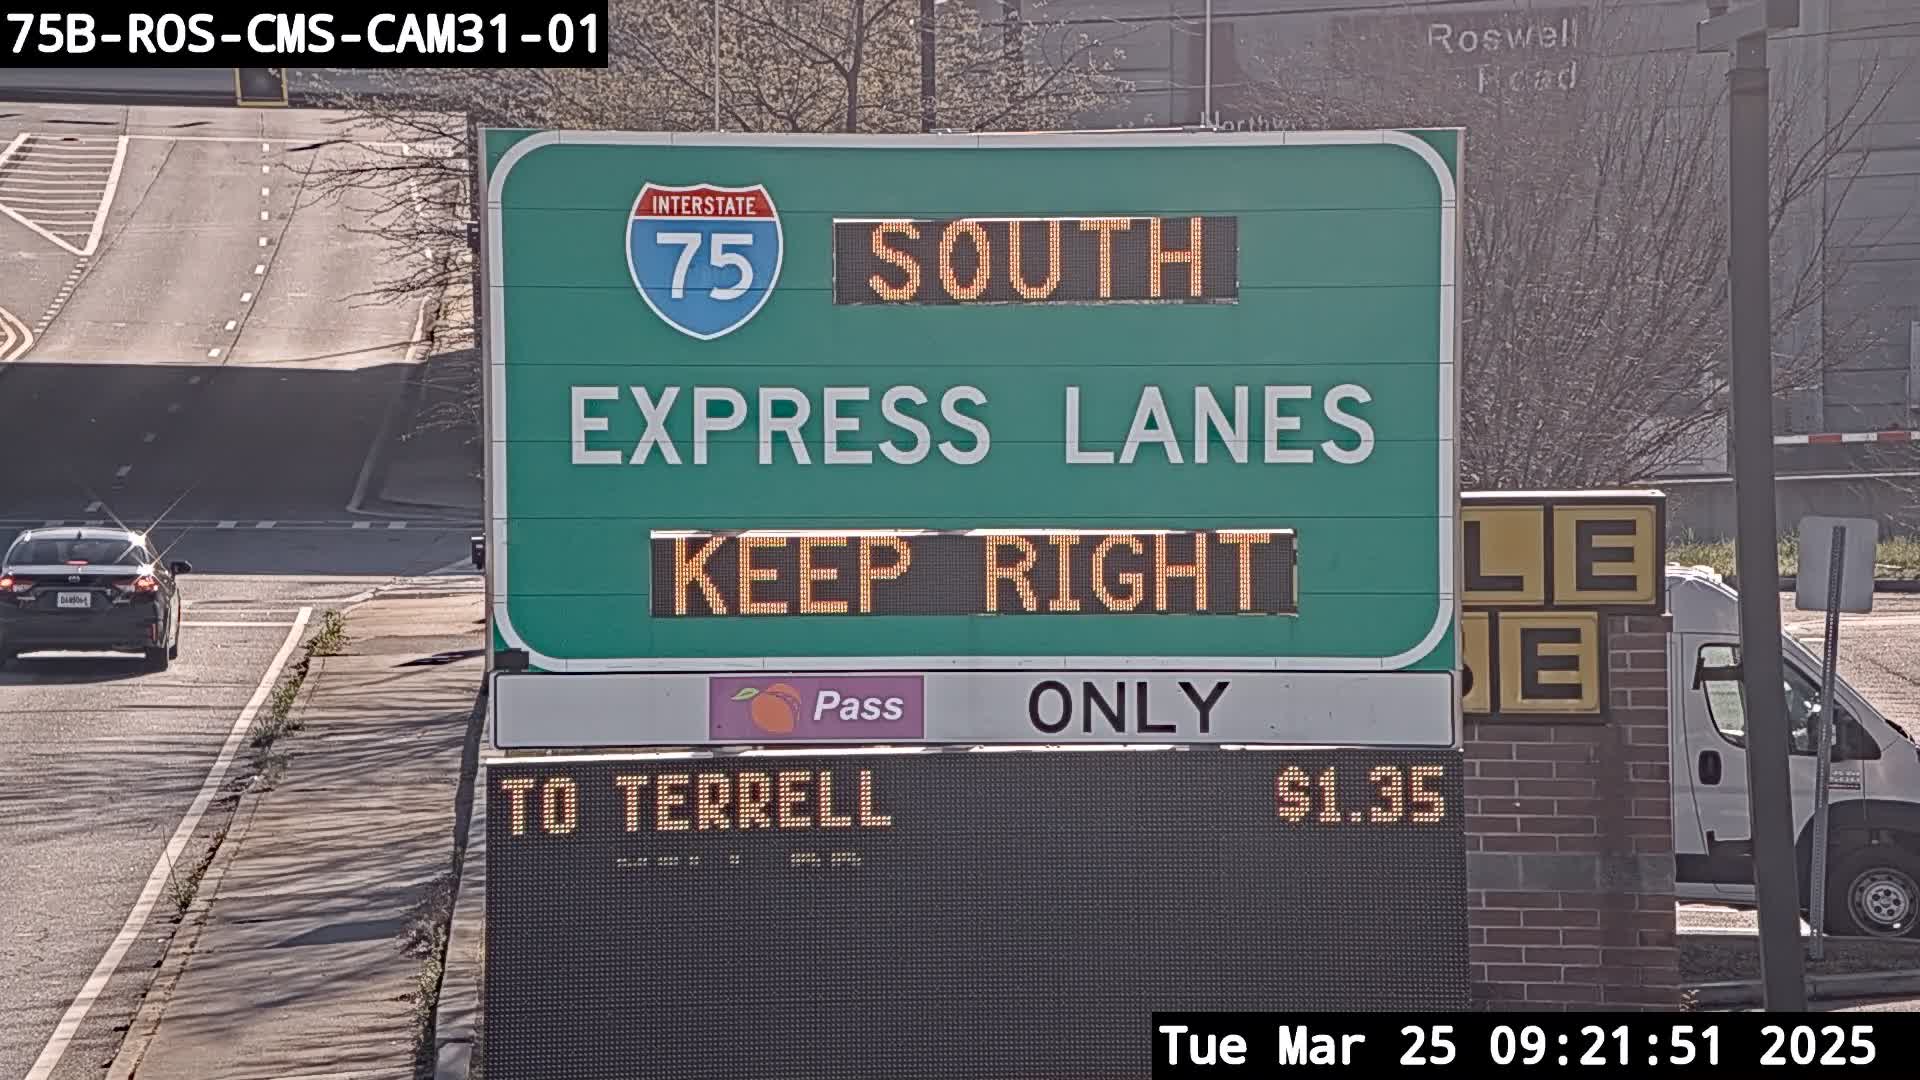 75B-ROS-CMS-CAM31-01
Roswell
Road
INTERSTATE
75
SOUTH
EXPRESS LANES
KEEP RIGHT
Pass
ONLY
TO TERRELL
$1.35
LE
E
Tue Mar 25 09:21:51 2025